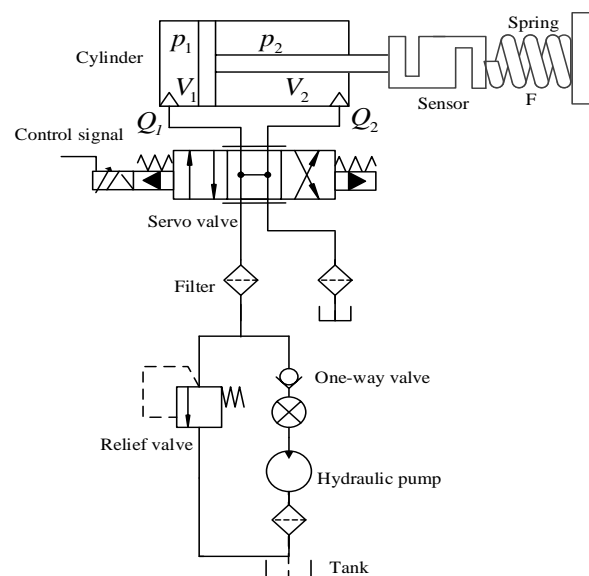 Spring
Cylinder
p1 p2
V1 V2
Sensor
F
Q1 Q2
Control signal
Servo valve
Filter
One-way valve
Relief valve
Hydraulic pump
Tank